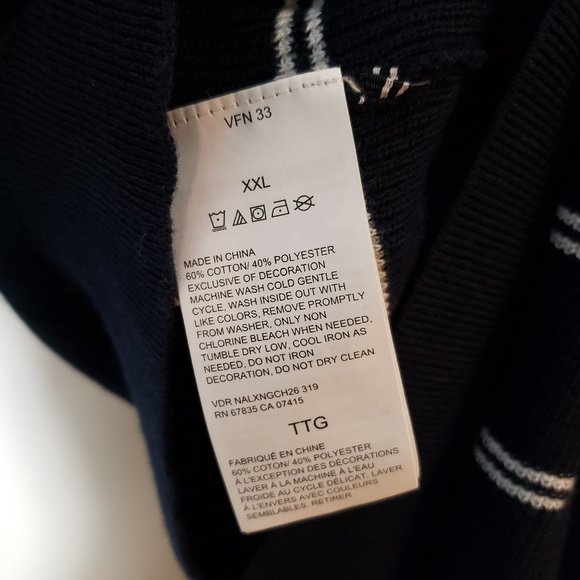 VFN 33
XXL
MADE IN CHINA
60% COTTON/ 40% POLYESTER
EXCLUSIVE OF DECORATION
MACHINE WASH COLD GENTLE
CYCLE, WASH INSIDE OUT WITH
LIKE COLORS, REMOVE PROMPTLY
FROM WASHER, ONLY NON
CHLORINE BLEACH WHEN NEEDED,
TUMBLE DRY LOW, COOL IRON AS
NEEDED, DO NOT IRON
DECORATION, DO NOT DRY CLEAN
VDR NALXNGCH26 319
RN 67835 CA 07415
TTG
FABRIQUÉ EN CHINE
60% COTON/ 40% POLYESTER
À L'EXCEPTION DES DÉCORATIONS
LAVER À LA MACHINE À L'EAU
FROIDE AU CYCLE DÉLICAT, LAVER
À L'ENVERS AVEC COULEURS
SEMBLABLES, RETIRER